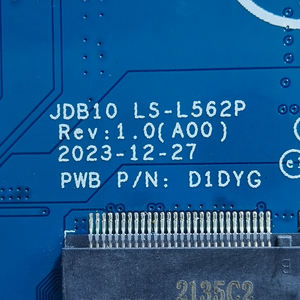 JDB10 LS-L562P
Rev:1.0(A00)
2023-12-27
PWB P/N: D1DYG
2135C2